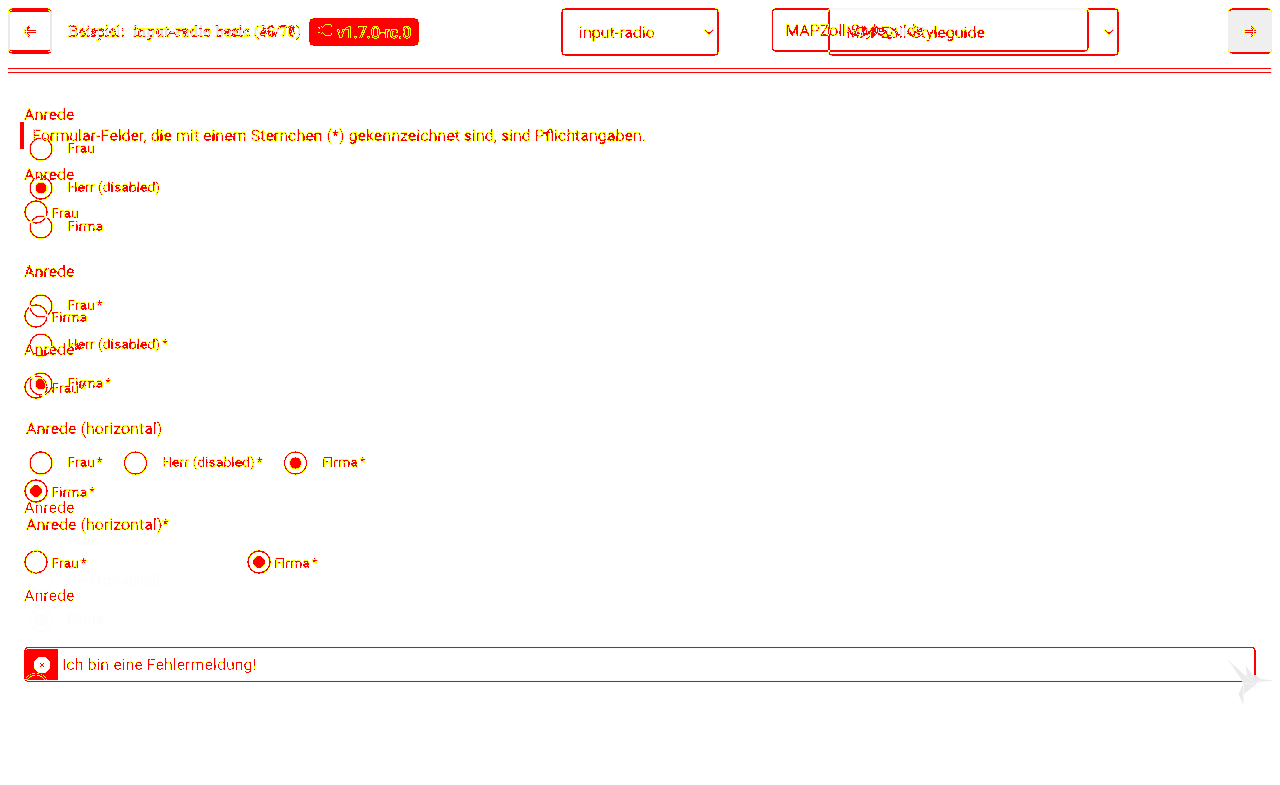 ← Beispiel: input-radio basic (46/70) v1.7.0-rc.0 input-radio MAPZoll-Styleguide →
Anrede
Formular-Felder, die mit einem Sternchen (*) gekennzeichnet sind, sind Pflichtangaben.
Frau
Anrede
Herr (disabled)
Frau
Firma
Anrede
Frau*
Firma
Herr (disabled)*
Anrede*
Firma*
Frau*
Anrede (horizontal)
Frau* Herr (disabled)* Firma*
Firma*
Anrede
Anrede (horizontal)*
Frau* Firma*
Anrede
Ich bin eine Fehlermeldung!